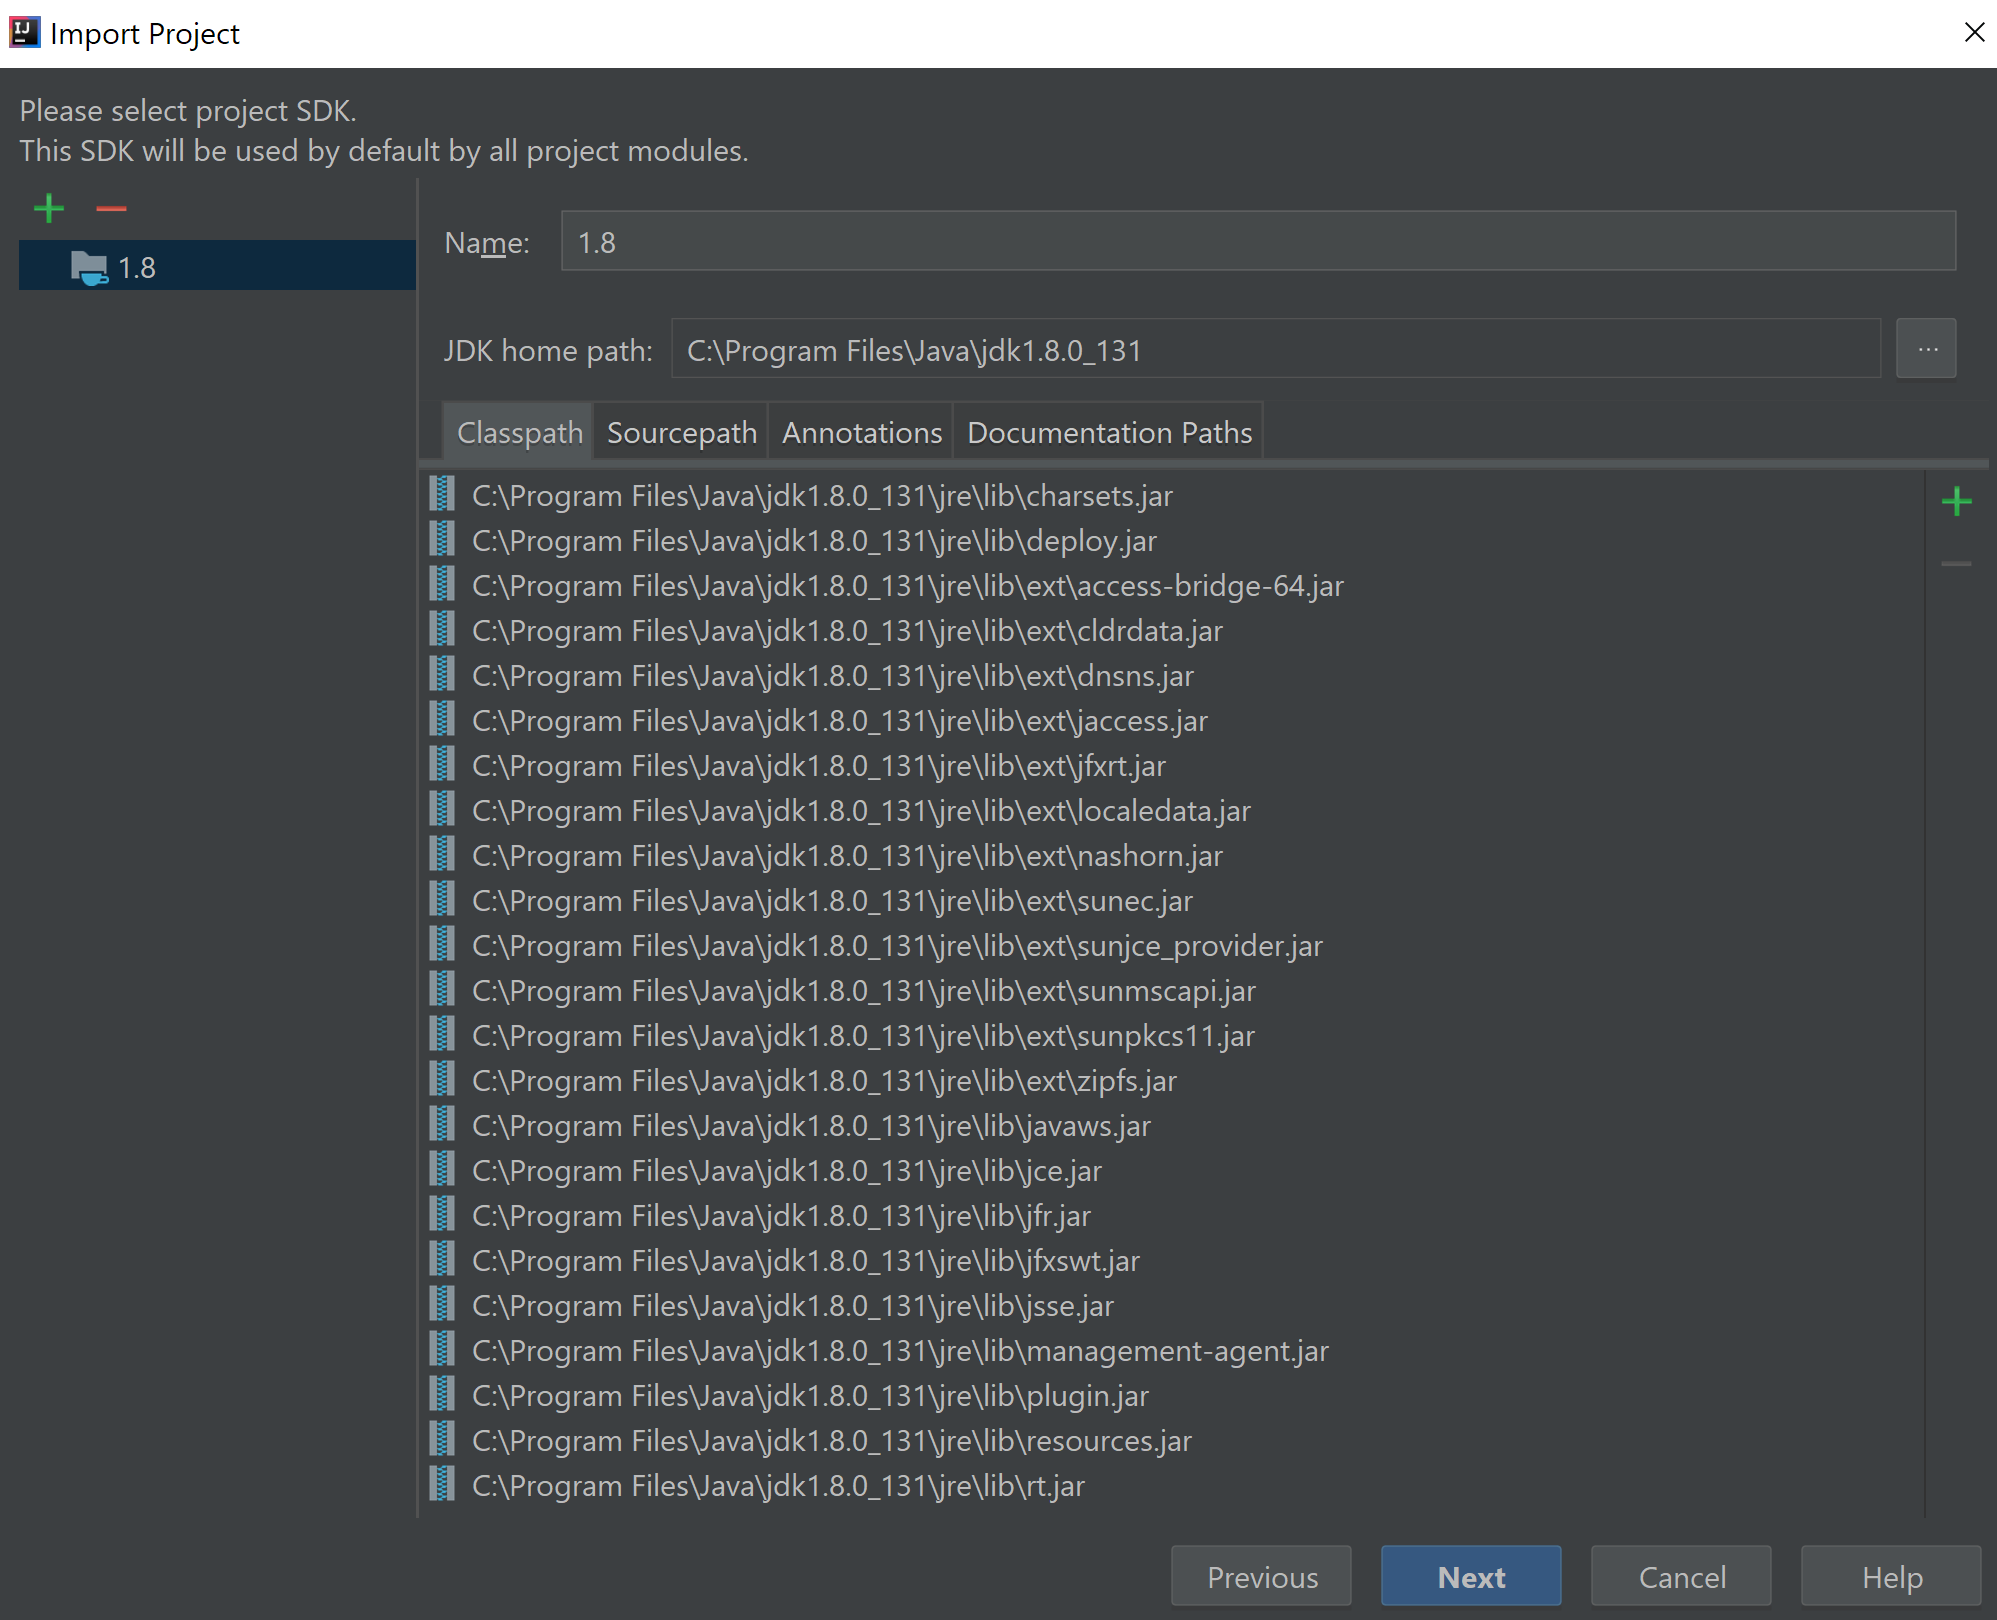 IJ Import Project
Please select project SDK.
This SDK will be used by default by all project modules.
1.8
Name: 1.8
JDK home path: C:\Program Files\Java\jdk1.8.0_131 ...
Classpath Sourcepath Annotations Documentation Paths
C:\Program Files\Java\jdk1.8.0_131\jre\lib\charsets.jar
C:\Program Files\Java\jdk1.8.0_131\jre\lib\deploy.jar
C:\Program Files\Java\jdk1.8.0_131\jre\lib\ext\access-bridge-64.jar
C:\Program Files\Java\jdk1.8.0_131\jre\lib\ext\cldrdata.jar
C:\Program Files\Java\jdk1.8.0_131\jre\lib\ext\dnsns.jar
C:\Program Files\Java\jdk1.8.0_131\jre\lib\ext\jaccess.jar
C:\Program Files\Java\jdk1.8.0_131\jre\lib\ext\jfxrt.jar
C:\Program Files\Java\jdk1.8.0_131\jre\lib\ext\localedata.jar
C:\Program Files\Java\jdk1.8.0_131\jre\lib\ext\nashorn.jar
C:\Program Files\Java\jdk1.8.0_131\jre\lib\ext\sunec.jar
C:\Program Files\Java\jdk1.8.0_131\jre\lib\ext\sunjce_provider.jar
C:\Program Files\Java\jdk1.8.0_131\jre\lib\ext\sunmscapi.jar
C:\Program Files\Java\jdk1.8.0_131\jre\lib\ext\sunpkcs11.jar
C:\Program Files\Java\jdk1.8.0_131\jre\lib\ext\zipfs.jar
C:\Program Files\Java\jdk1.8.0_131\jre\lib\javaws.jar
C:\Program Files\Java\jdk1.8.0_131\jre\lib\jce.jar
C:\Program Files\Java\jdk1.8.0_131\jre\lib\jfr.jar
C:\Program Files\Java\jdk1.8.0_131\jre\lib\jfxswt.jar
C:\Program Files\Java\jdk1.8.0_131\jre\lib\jsse.jar
C:\Program Files\Java\jdk1.8.0_131\jre\lib\management-agent.jar
C:\Program Files\Java\jdk1.8.0_131\jre\lib\plugin.jar
C:\Program Files\Java\jdk1.8.0_131\jre\lib\resources.jar
C:\Program Files\Java\jdk1.8.0_131\jre\lib\rt.jar
Previous Next Cancel Help